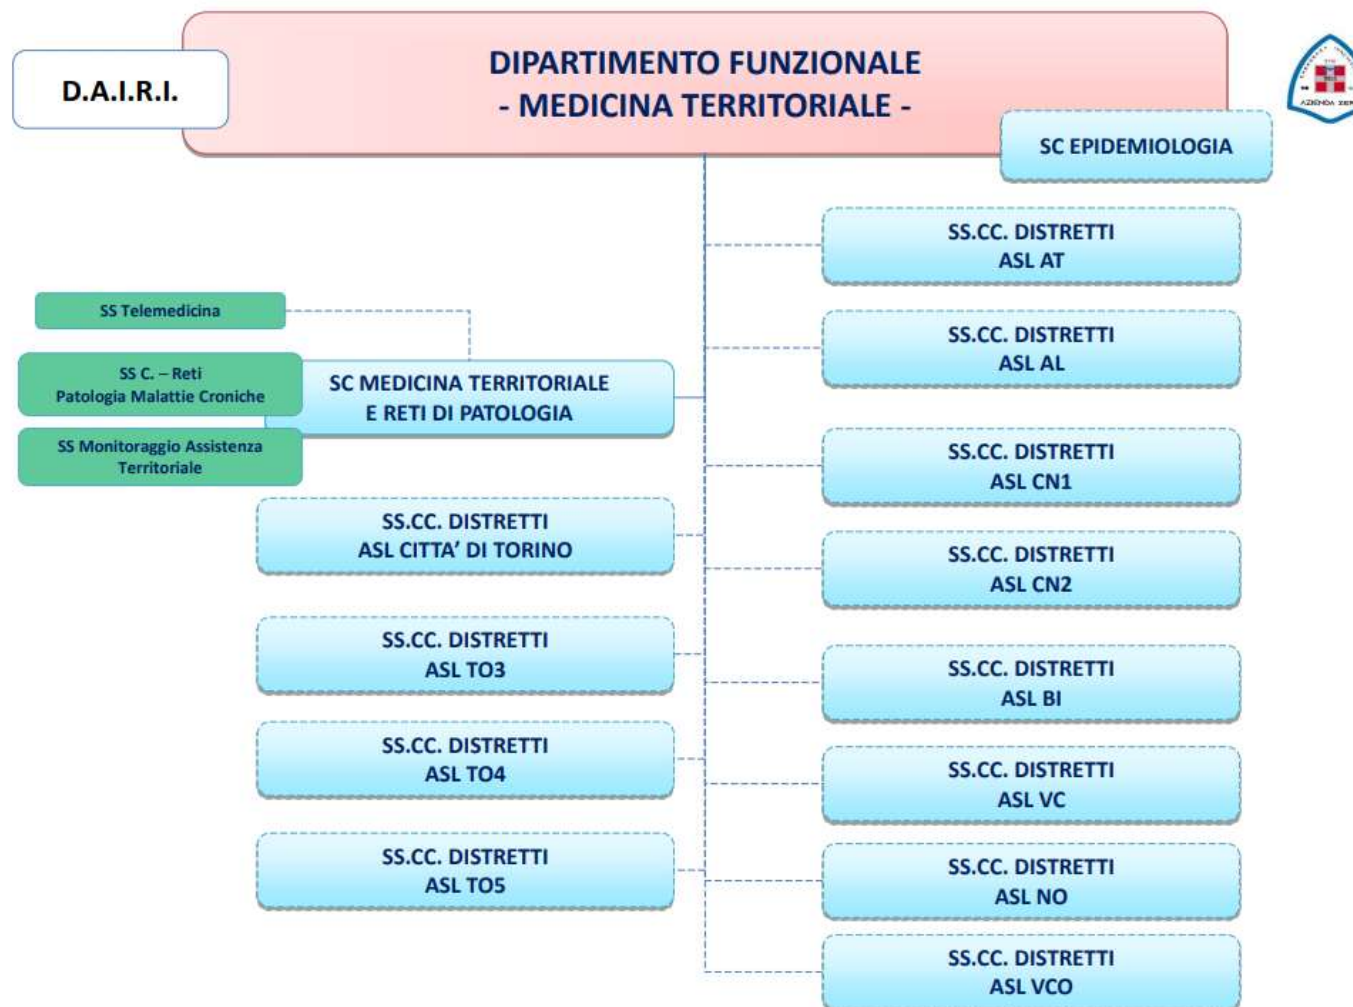 D.A.I.R.I.
DIPARTIMENTO FUNZIONALE
- MEDICINA TERRITORIALE -
SC EPIDEMIOLOGIA
SS Telemedicina
SS C. – Reti
Patologia Malattie Croniche
SS Monitoraggio Assistenza
Territoriale
SC MEDICINA TERRITORIALE
E RETI DI PATOLOGIA
SS.CC. DISTRETTI
ASL CITTA’ DI TORINO
SS.CC. DISTRETTI
ASL TO3
SS.CC. DISTRETTI
ASL TO4
SS.CC. DISTRETTI
ASL TO5
SS.CC. DISTRETTI
ASL AT
SS.CC. DISTRETTI
ASL AL
SS.CC. DISTRETTI
ASL CN1
SS.CC. DISTRETTI
ASL CN2
SS.CC. DISTRETTI
ASL BI
SS.CC. DISTRETTI
ASL VC
SS.CC. DISTRETTI
ASL NO
SS.CC. DISTRETTI
ASL VCO
AZIENDA